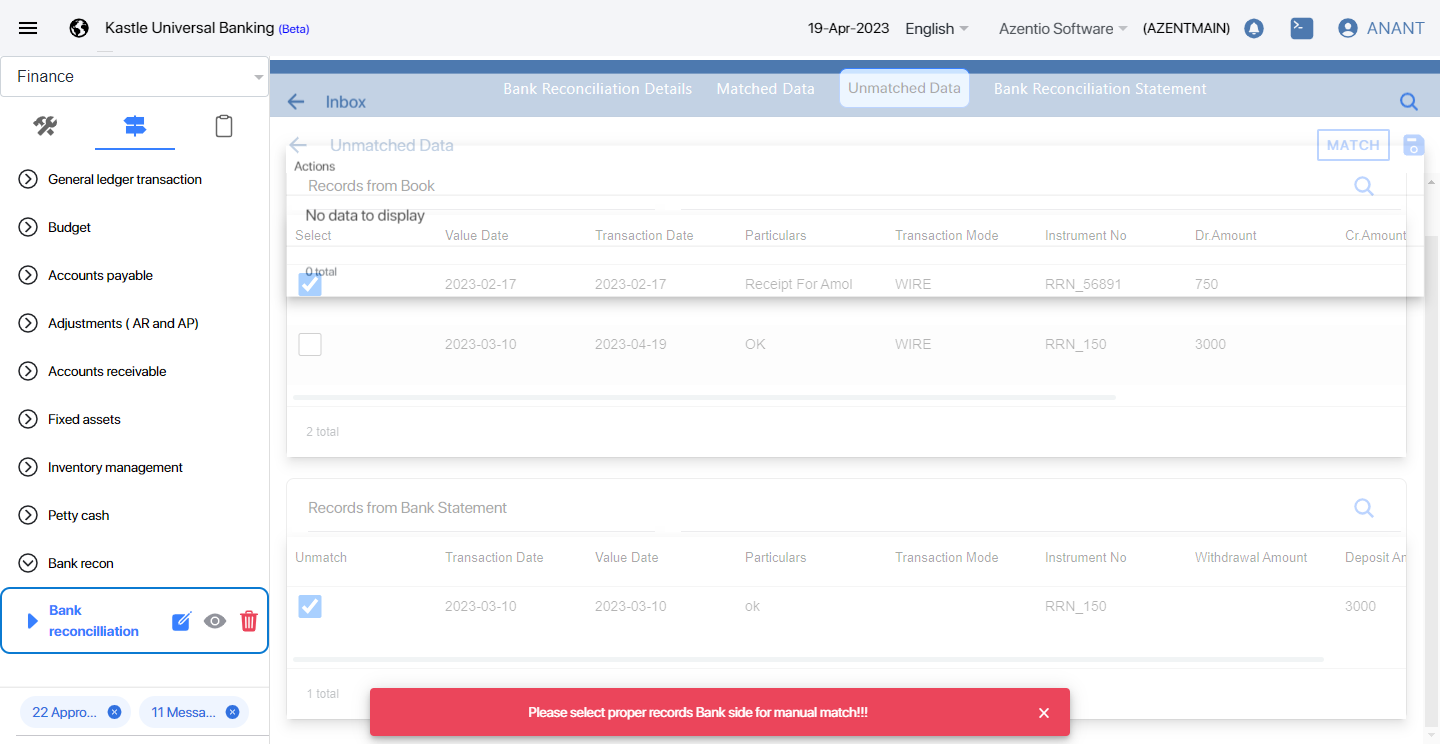 Kastle Universal Banking (Beta)
19-Apr-2023
English
Azentio Software
(AZENTMAIN)
ANANT
Finance
General ledger transaction
Budget
Accounts payable
Adjustments ( AR and AP)
Accounts receivable
Fixed assets
Inventory management
Petty cash
Bank recon
Bank
reconcilliation
22 Appro...
11 Messa...
Bank Reconciliation Details
Matched Data
Unmatched Data
Bank Reconciliation Statement
Inbox
Unmatched Data
MATCH
Actions
Records from Book
No data to display
Select Value Date Transaction Date Particulars Transaction Mode Instrument No Dr.Amount Cr.Amount
0 total
2023-02-17 2023-02-17 Receipt For Amol WIRE RRN_56891 750
2023-03-10 2023-04-19 OK WIRE RRN_150 3000
2 total
Records from Bank Statement
Unmatch Transaction Date Value Date Particulars Transaction Mode Instrument No Withdrawal Amount Deposit An
2023-03-10 2023-03-10 ok RRN_150 3000
1 total
Please select proper records Bank side for manual match!!!